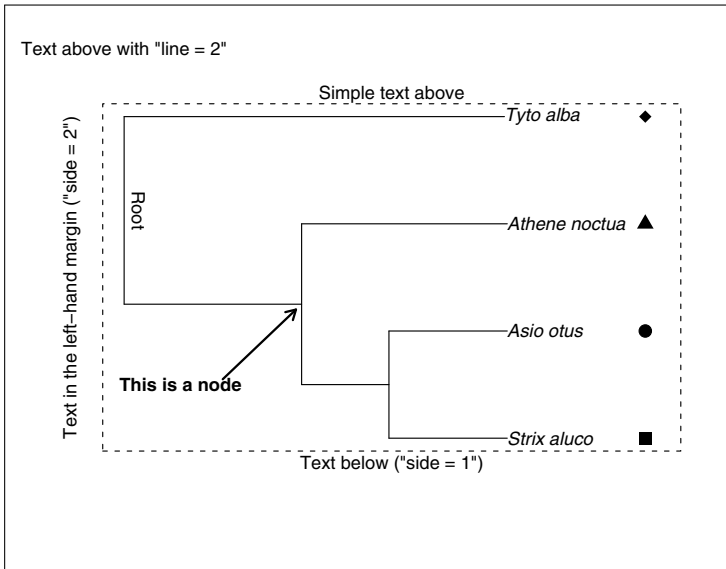 Text above with "line = 2"
Simple text above
Text in the left−hand margin ("side = 2")
Tyto alba
Root
Athene noctua
Asio otus
This is a node
Strix aluco
Text below ("side = 1")